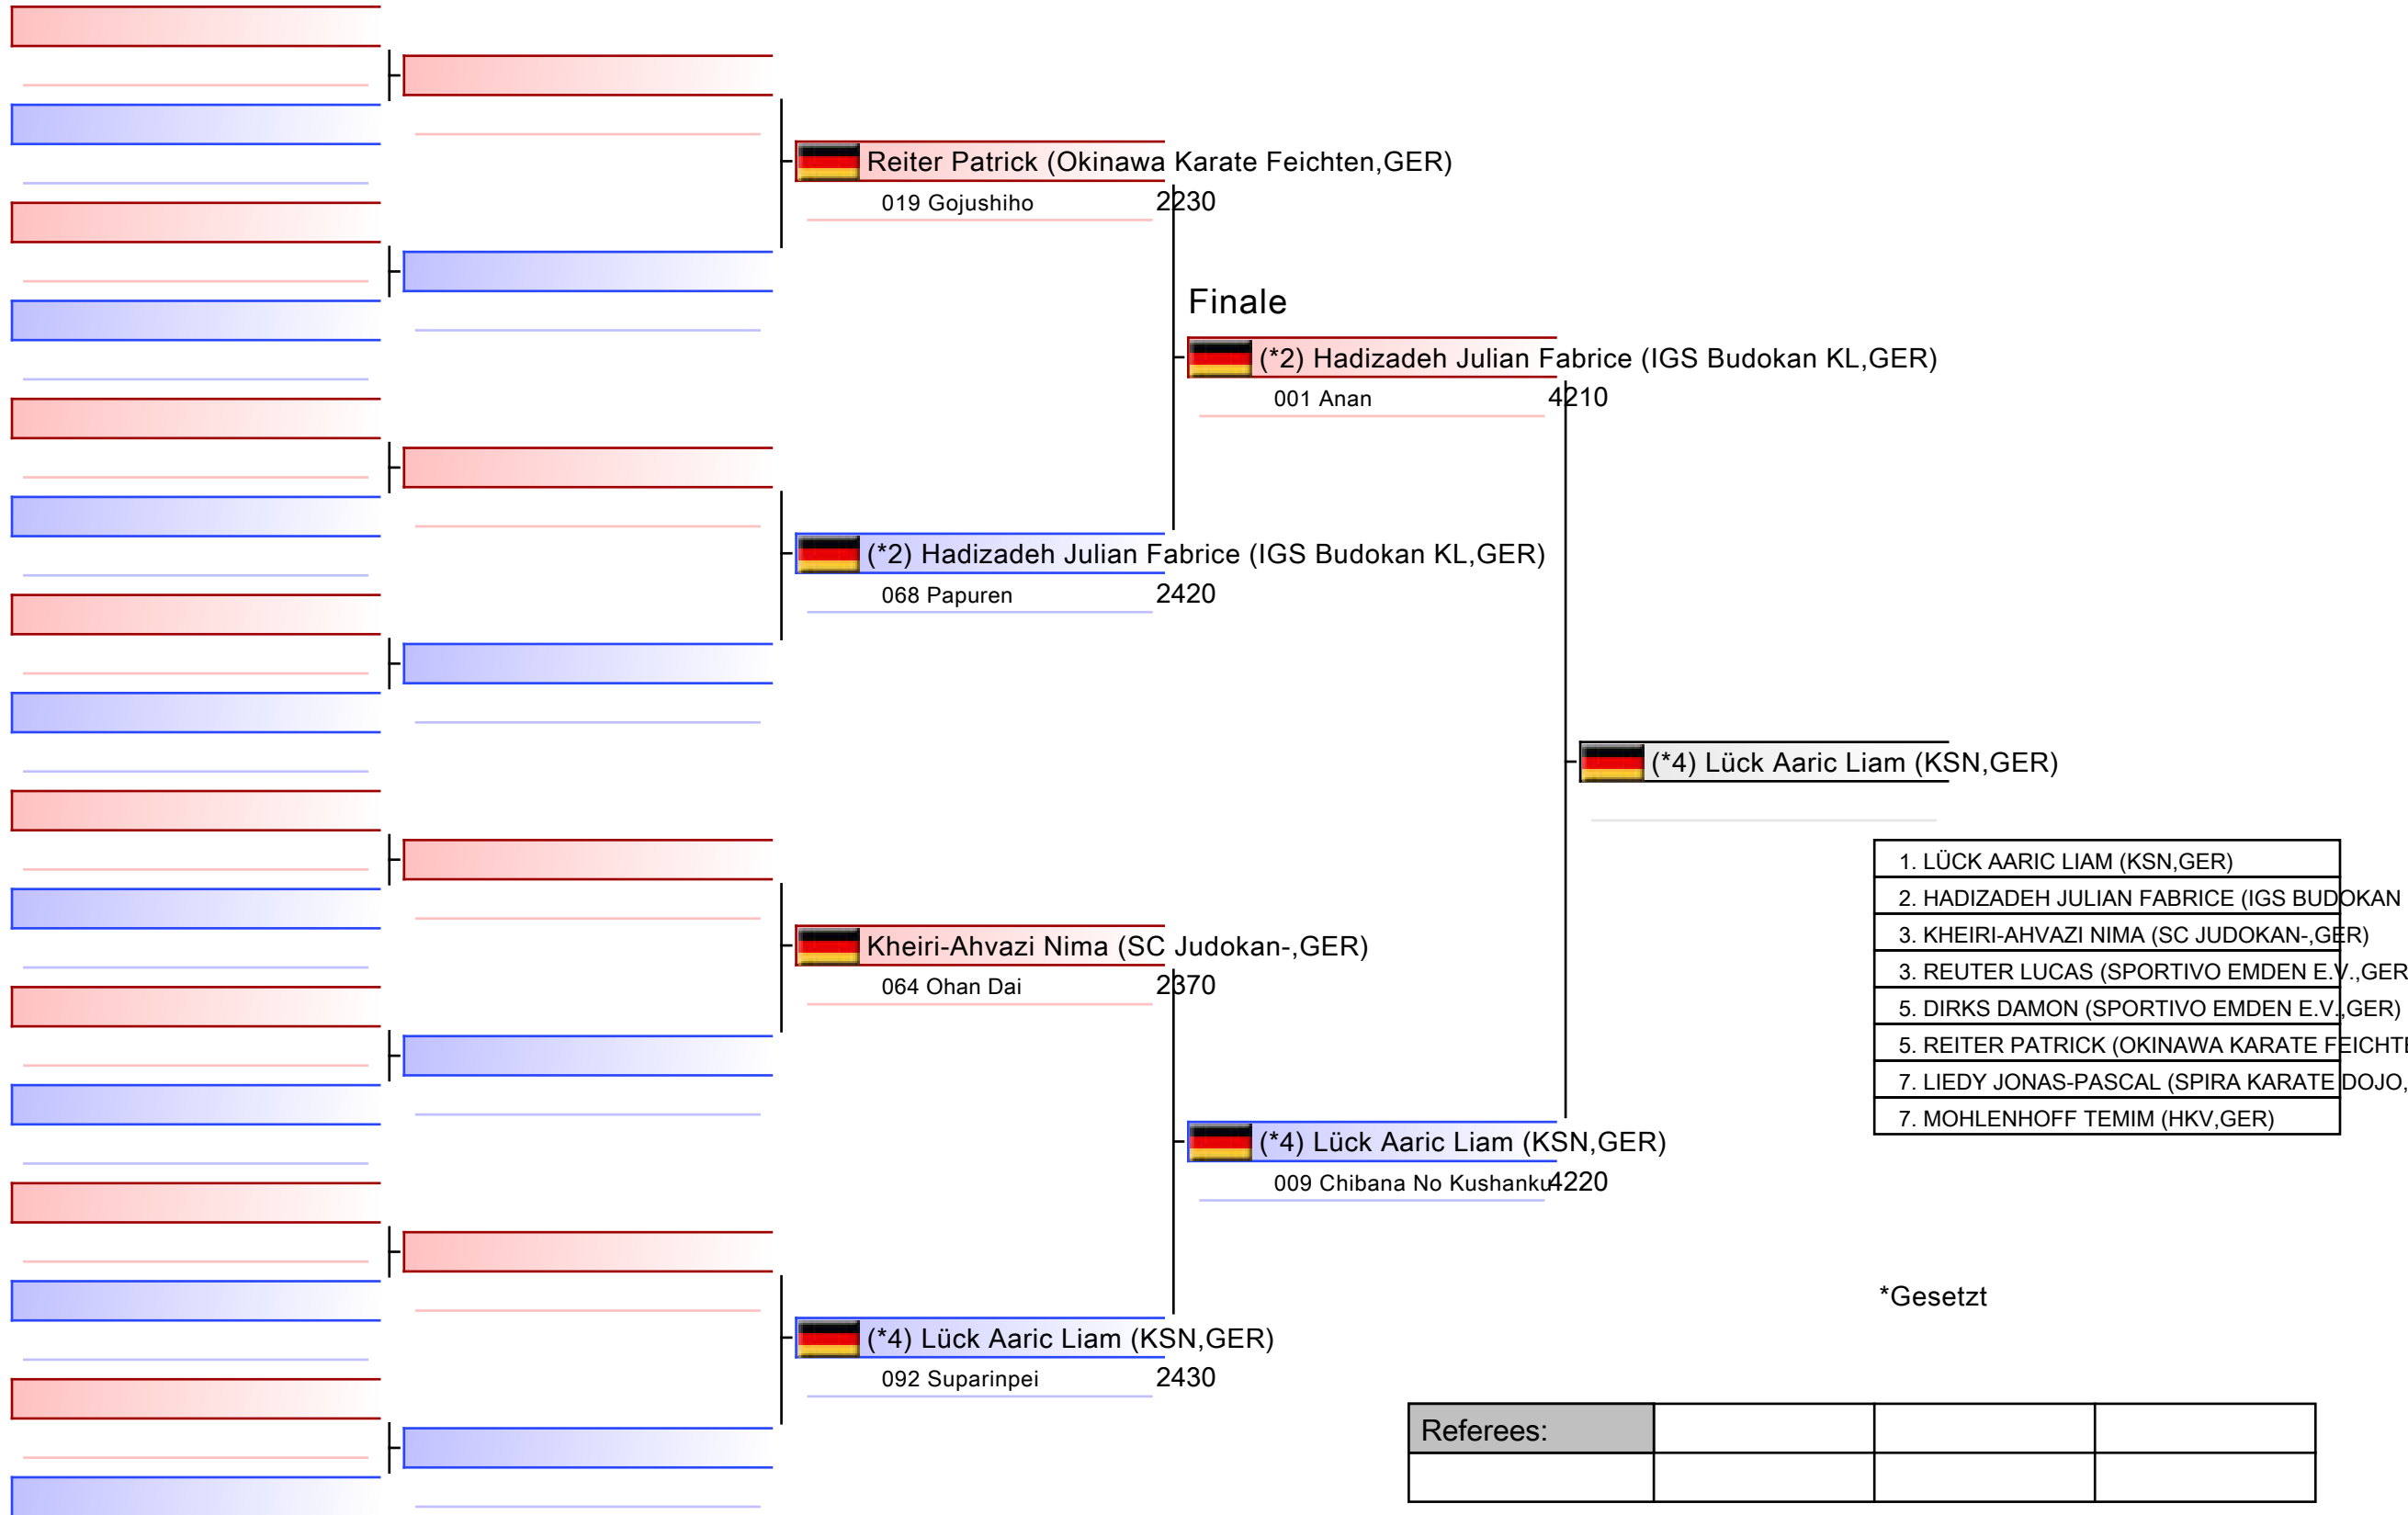 Reiter Patrick (Okinawa Karate Feichten,GER)
019 Gojushiho 2230
Finale
(*2) Hadizadeh Julian Fabrice (IGS Budokan KL,GER)
001 Anan 4210
(*2) Hadizadeh Julian Fabrice (IGS Budokan KL,GER)
068 Papuren 2420
(*4) Lück Aaric Liam (KSN,GER)
1. LÜCK AARIC LIAM (KSN,GER)
2. HADIZADEH JULIAN FABRICE (IGS BUDOKAN
3. KHEIRI-AHVAZI NIMA (SC JUDOKAN-,GER)
3. REUTER LUCAS (SPORTIVO EMDEN E.V.,GER
5. DIRKS DAMON (SPORTIVO EMDEN E.V.,GER)
5. REITER PATRICK (OKINAWA KARATE FEICHTE
7. LIEDY JONAS-PASCAL (SPIRA KARATE DOJO,
7. MOHLENHOFF TEMIM (HKV,GER)
Kheiri-Ahvazi Nima (SC Judokan-,GER)
064 Ohan Dai 2370
(*4) Lück Aaric Liam (KSN,GER)
009 Chibana No Kushanku 4220
*Gesetzt
(*4) Lück Aaric Liam (KSN,GER)
092 Suparinpei 2430
Referees: